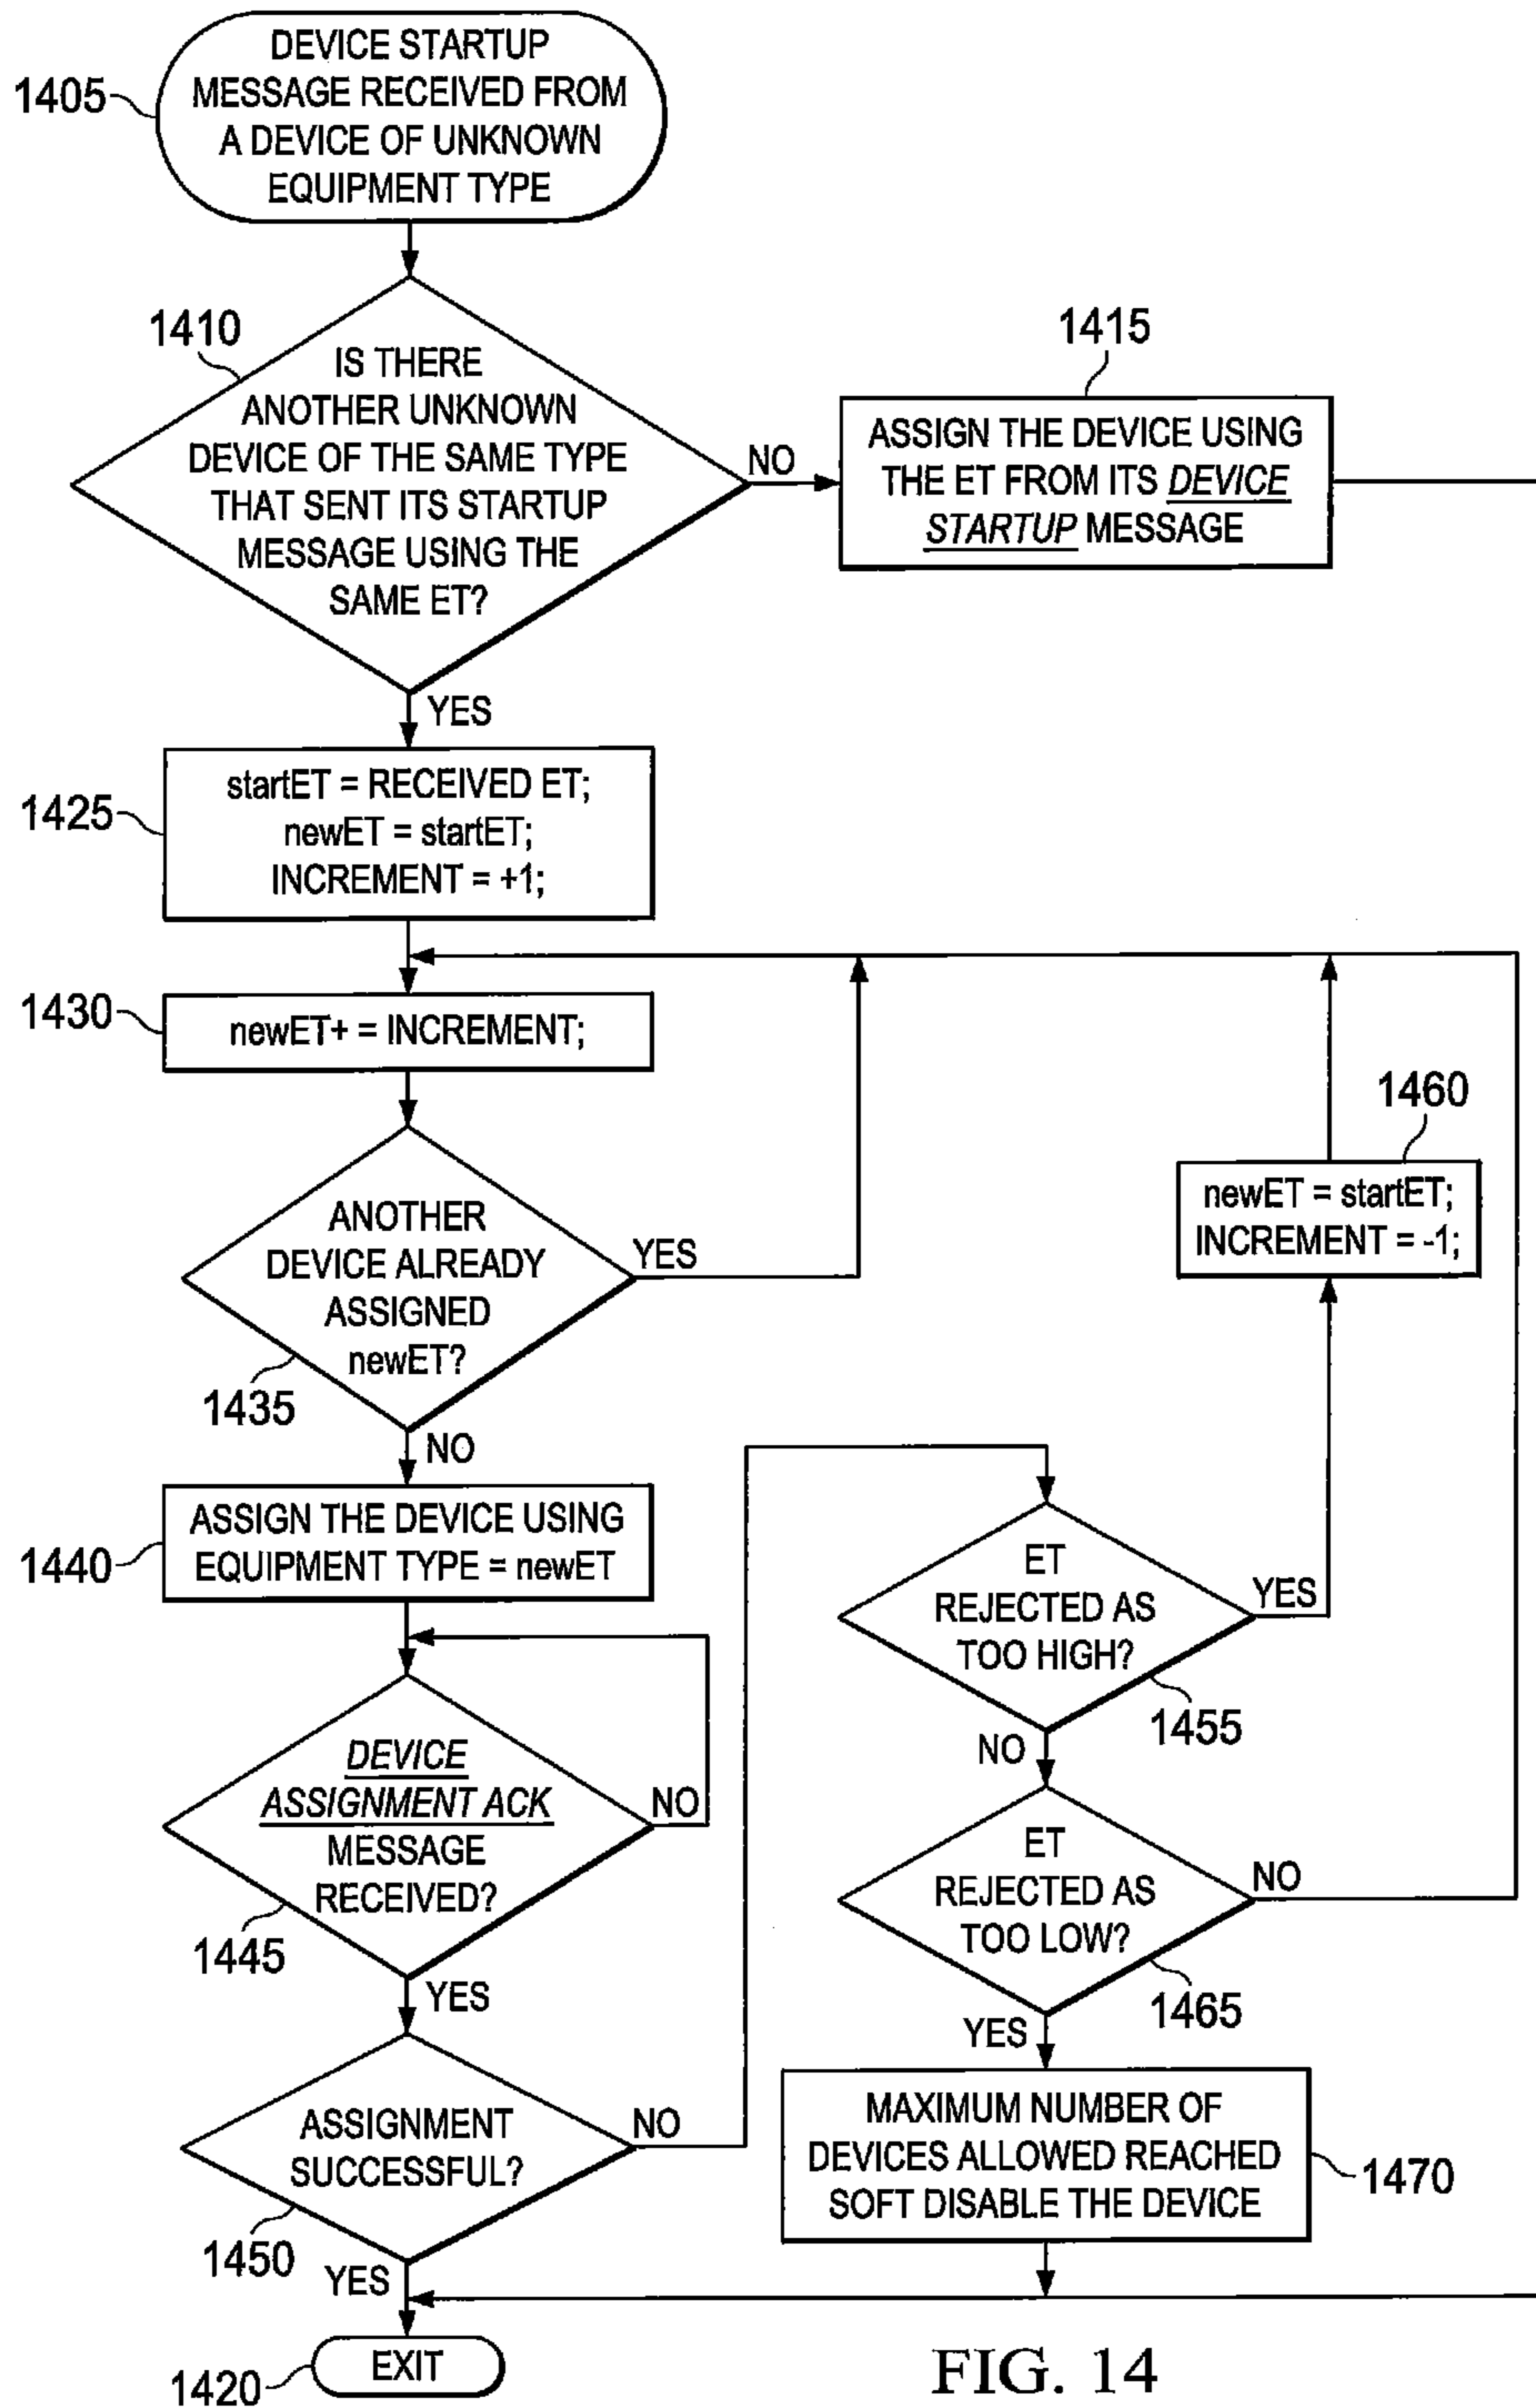 DEVICE STARTUP
MESSAGE RECEIVED FROM
A DEVICE OF UNKNOWN
EQUIPMENT TYPE
1405
1410
IS THERE
ANOTHER UNKNOWN
DEVICE OF THE SAME TYPE
THAT SENT ITS STARTUP
MESSAGE USING THE
SAME ET?
NO
1415
ASSIGN THE DEVICE USING
THE ET FROM ITS DEVICE
STARTUP MESSAGE
YES
1425
startET = RECEIVED ET;
newET = startET;
INCREMENT = +1;
1430
newET+ = INCREMENT;
1460
newET = startET;
INCREMENT = -1;
ANOTHER
DEVICE ALREADY
ASSIGNED
newET?
YES
1435
NO
1440
ASSIGN THE DEVICE USING
EQUIPMENT TYPE = newET
ET
REJECTED AS
TOO HIGH?
YES
1455
NO
DEVICE
ASSIGNMENT ACK
MESSAGE
RECEIVED?
NO
1445
YES
ET
REJECTED AS
TOO LOW?
NO
1465
YES
ASSIGNMENT
SUCCESSFUL?
NO
1450
YES
MAXIMUM NUMBER OF
DEVICES ALLOWED REACHED
SOFT DISABLE THE DEVICE
1470
1420
EXIT
FIG. 14